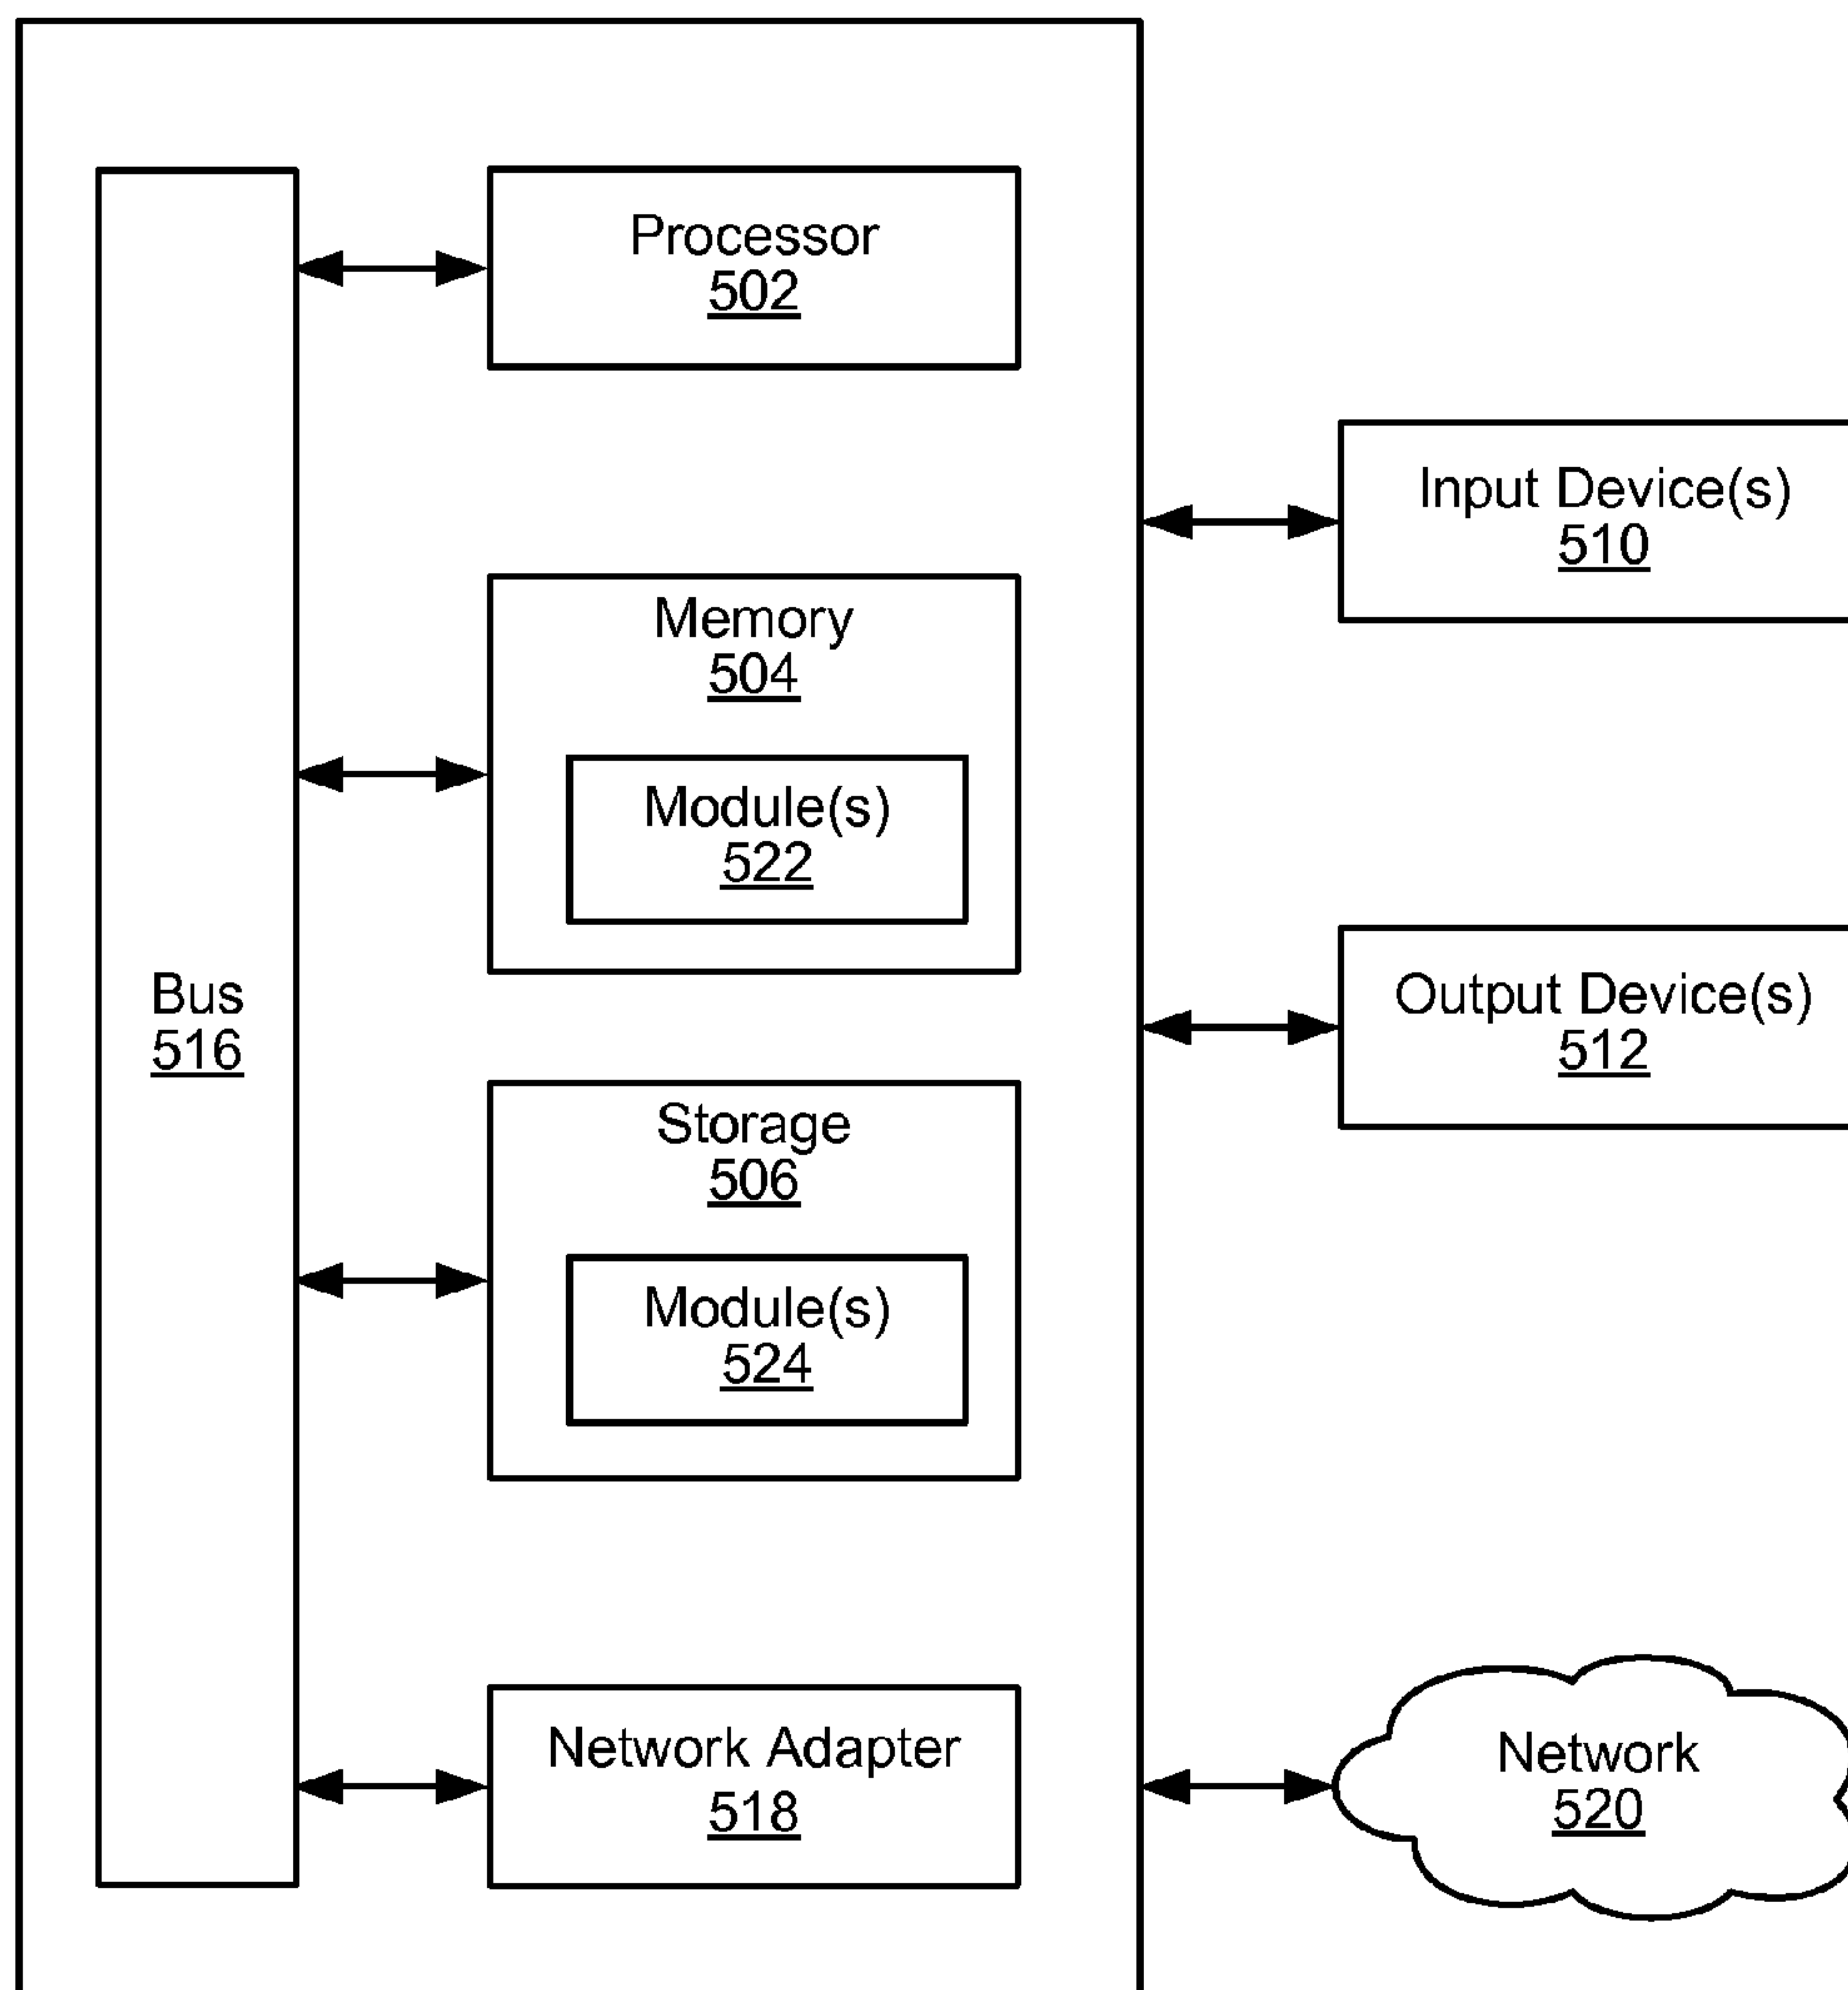 Processor
502
Input Device(s)
510
Memory
504
Module(s)
522
Bus
516
Output Device(s)
512
Storage
506
Module(s)
524
Network Adapter
518
Network
520